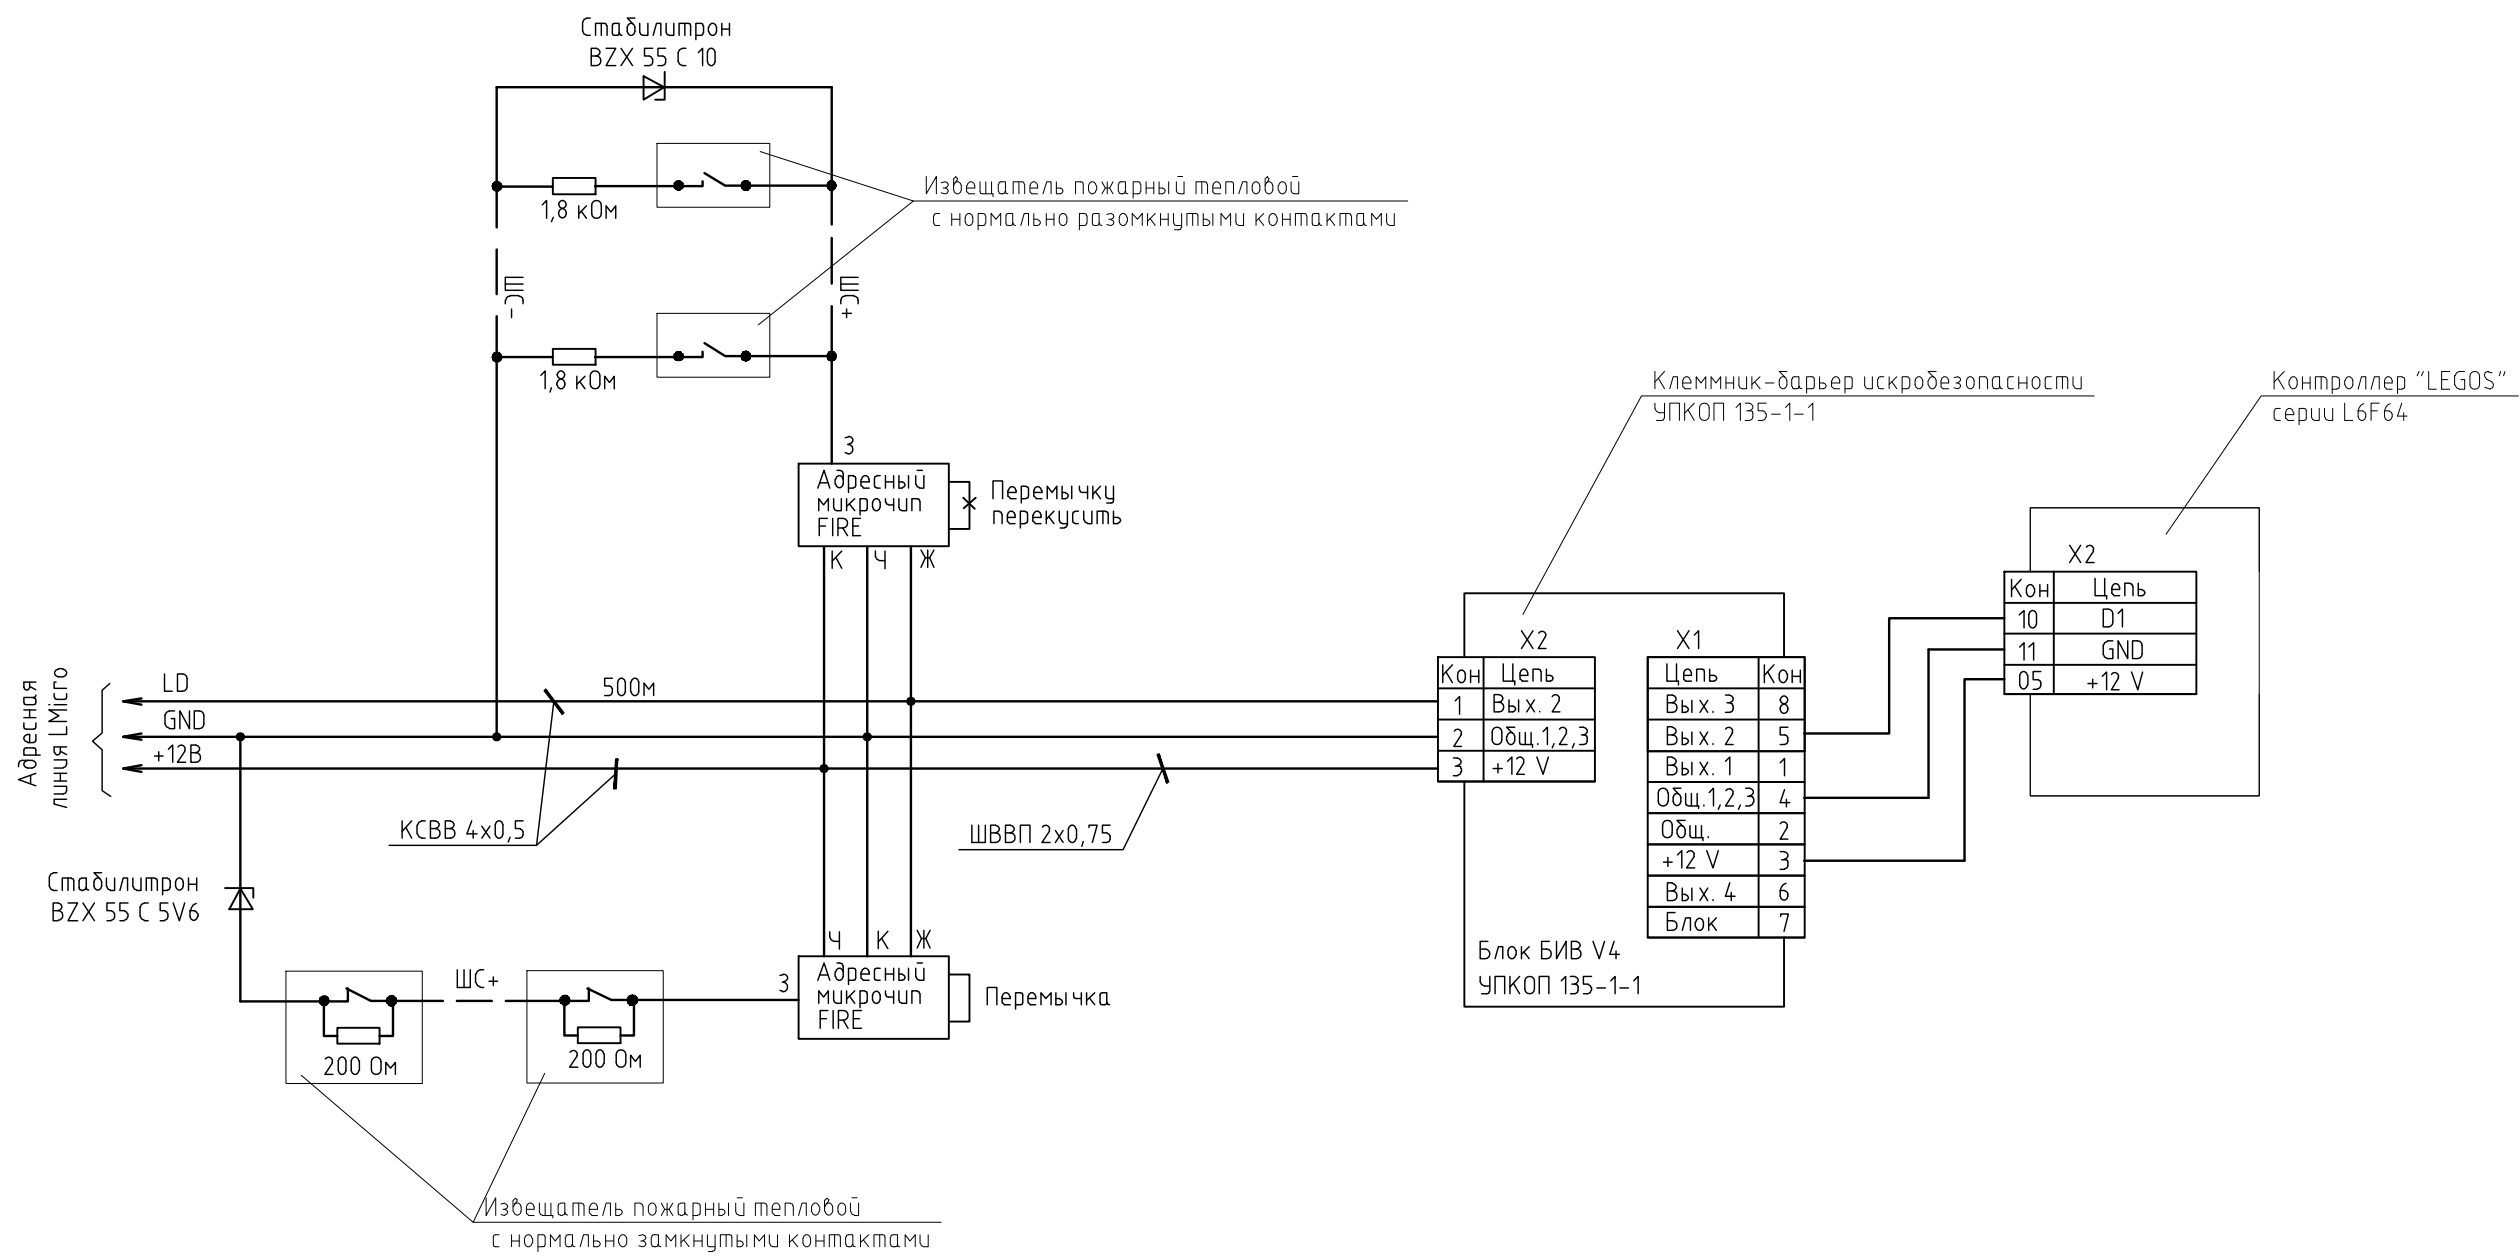 Стабилитрон
BZX 55 C 10
1,8 кОм
Извещатель пожарный тепловой
с нормально разомкнутыми контактами
ШС-
ШС+
1,8 кОм
Клеммник-барьер искробезопасности
УПКОП 135-1-1
Контроллер "LEGOS"
серии L6F64
З
Адресный
микрочип
FIRE
Перемычку
перекусить
К Ч Ж
X2
Кон Цепь
10 D1
11 GND
05 +12 V
X2
Кон Цепь
1 Вых. 2
2 Общ.1,2,3
3 +12 V
X1
Цепь Кон
Вых. 3 8
Вых. 2 5
Вых. 1 1
Общ.1,2,3 4
Общ. 2
+12 V 3
Вых. 4 6
Блок 7
Блок БИВ V4
УПКОП 135-1-1
Адресная
линия LMicro
LD
GND
+12В
500м
КСВВ 4х0,5
ШВВП 2х0,75
Стабилитрон
BZX 55 C 5V6
Ч К Ж
З
Адресный
микрочип
FIRE
Перемычка
ШС+
200 Ом
200 Ом
Извещатель пожарный тепловой
с нормально замкнутыми контактами